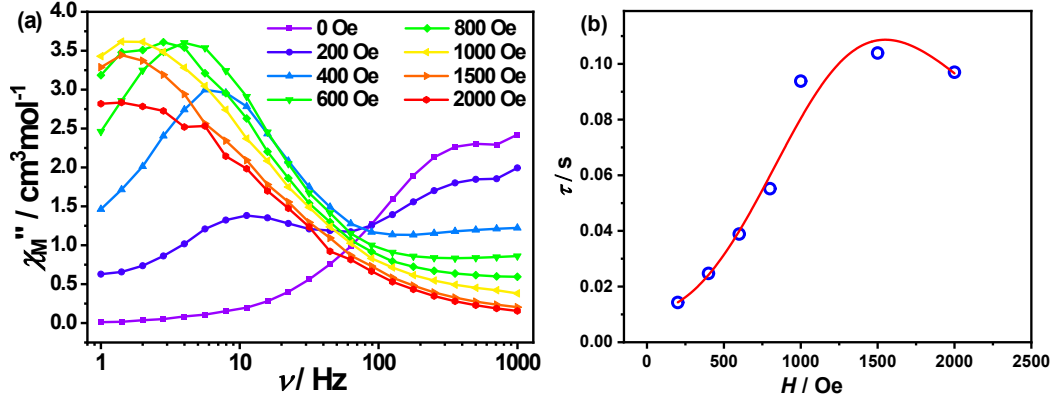 (a)
0 Oe
200 Oe
400 Oe
600 Oe
800 Oe
1000 Oe
1500 Oe
2000 Oe
4.0
3.5
3.0
2.5
2.0
1.5
1.0
0.5
0.0
χM'' / cm³mol⁻¹
1 10 100 1000
ν/ Hz
(b)
0.10
0.08
0.06
0.04
0.02
0.00
τ / s
0 500 1000 1500 2000 2500
H / Oe